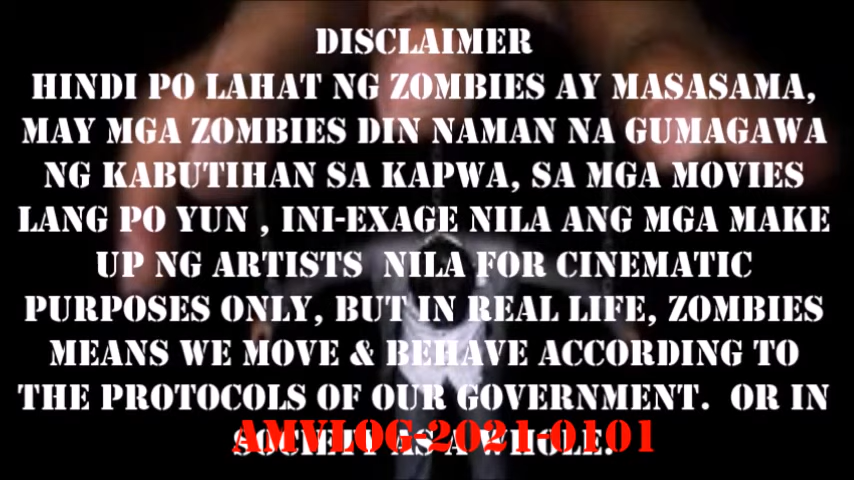 DISCLAIMER
HINDI PO LAHAT NG ZOMBIES AY MASASAMA,
MAY MGA ZOMBIES DIN NAMAN NA GUMAGAWA
NG KABUTIHAN SA KAPWA, SA MGA MOVIES
LANG PO YUN , INI-EXAGE NILA ANG MGA MAKE
UP NG ARTISTS NILA FOR CINEMATIC
PURPOSES ONLY, BUT IN REAL LIFE, ZOMBIES
MEANS WE MOVE & BEHAVE ACCORDING TO
THE PROTOCOLS OF OUR GOVERNMENT. OR IN
SOCIETY AS A WHOLE.
AMVLOG-2021-0101